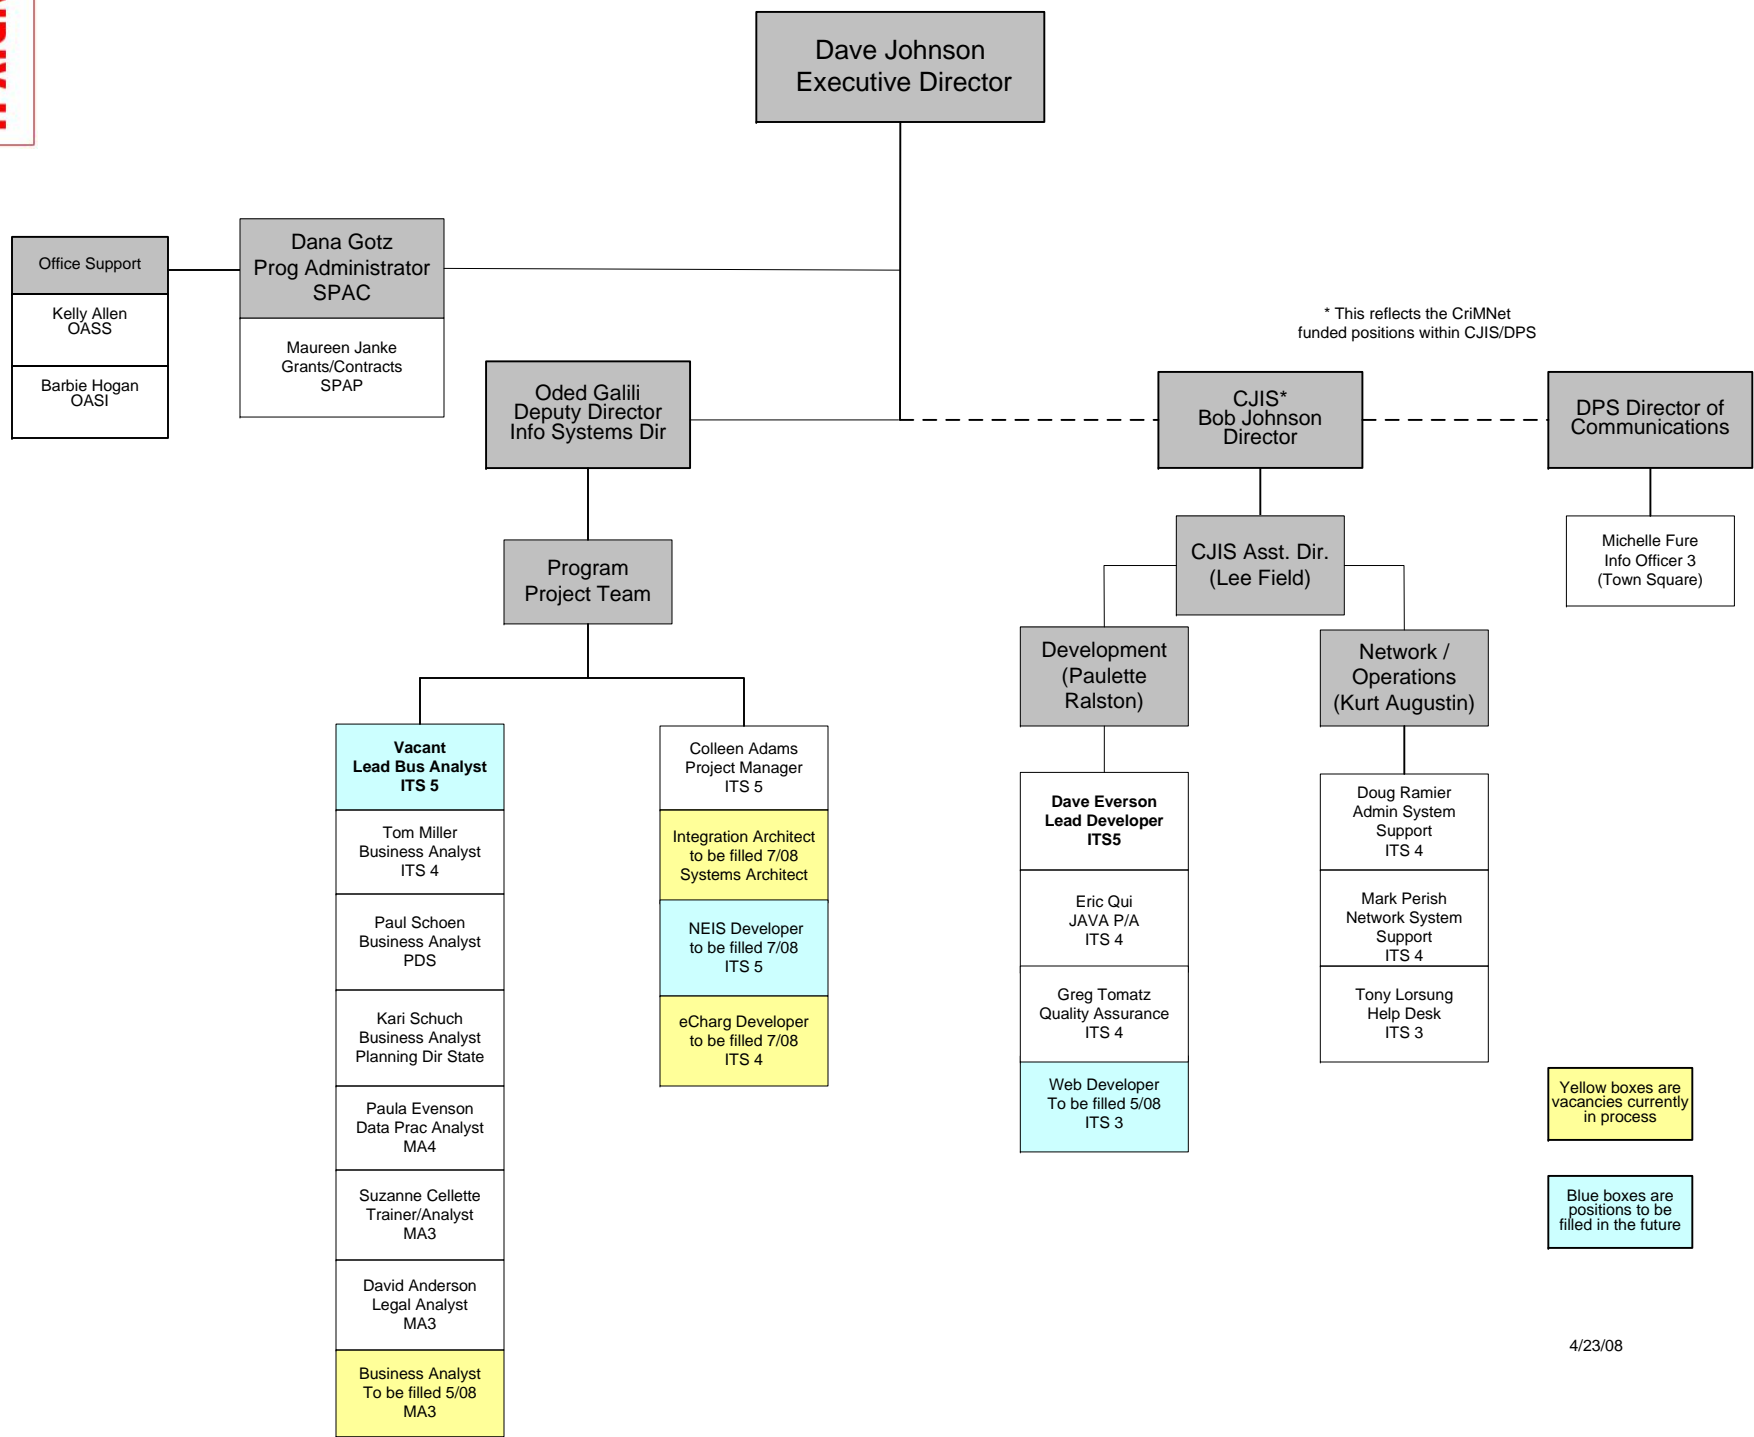 Dave Johnson
Executive Director
Office Support
Kelly Allen
OASS
Barbie Hogan
OASI
Dana Gotz
Prog Administrator
SPAC
Maureen Janke
Grants/Contracts
SPAP
* This reflects the CriMNet
funded positions within CJIS/DPS
Oded Galili
Deputy Director
Info Systems Dir
CJIS*
Bob Johnson
Director
DPS Director of
Communications
Michelle Fure
Info Officer 3
(Town Square)
Program
Project Team
CJIS Asst. Dir.
(Lee Field)
Development
(Paulette
Ralston)
Network /
Operations
(Kurt Augustin)
Vacant
Lead Bus Analyst
ITS 5
Tom Miller
Business Analyst
ITS 4
Paul Schoen
Business Analyst
PDS
Kari Schuch
Business Analyst
Planning Dir State
Paula Evenson
Data Prac Analyst
MA4
Suzanne Cellette
Trainer/Analyst
MA3
David Anderson
Legal Analyst
MA3
Business Analyst
To be filled 5/08
MA3
Colleen Adams
Project Manager
ITS 5
Integration Architect
to be filled 7/08
Systems Architect
NEIS Developer
to be filled 7/08
ITS 5
eCharg Developer
to be filled 7/08
ITS 4
Dave Everson
Lead Developer
ITS5
Eric Qui
JAVA P/A
ITS 4
Greg Tomatz
Quality Assurance
ITS 4
Web Developer
To be filled 5/08
ITS 3
Doug Ramier
Admin System
Support
ITS 4
Mark Perish
Network System
Support
ITS 4
Tony Lorsung
Help Desk
ITS 3
Yellow boxes are
vacancies currently
in process
Blue boxes are
positions to be
filled in the future
4/23/08